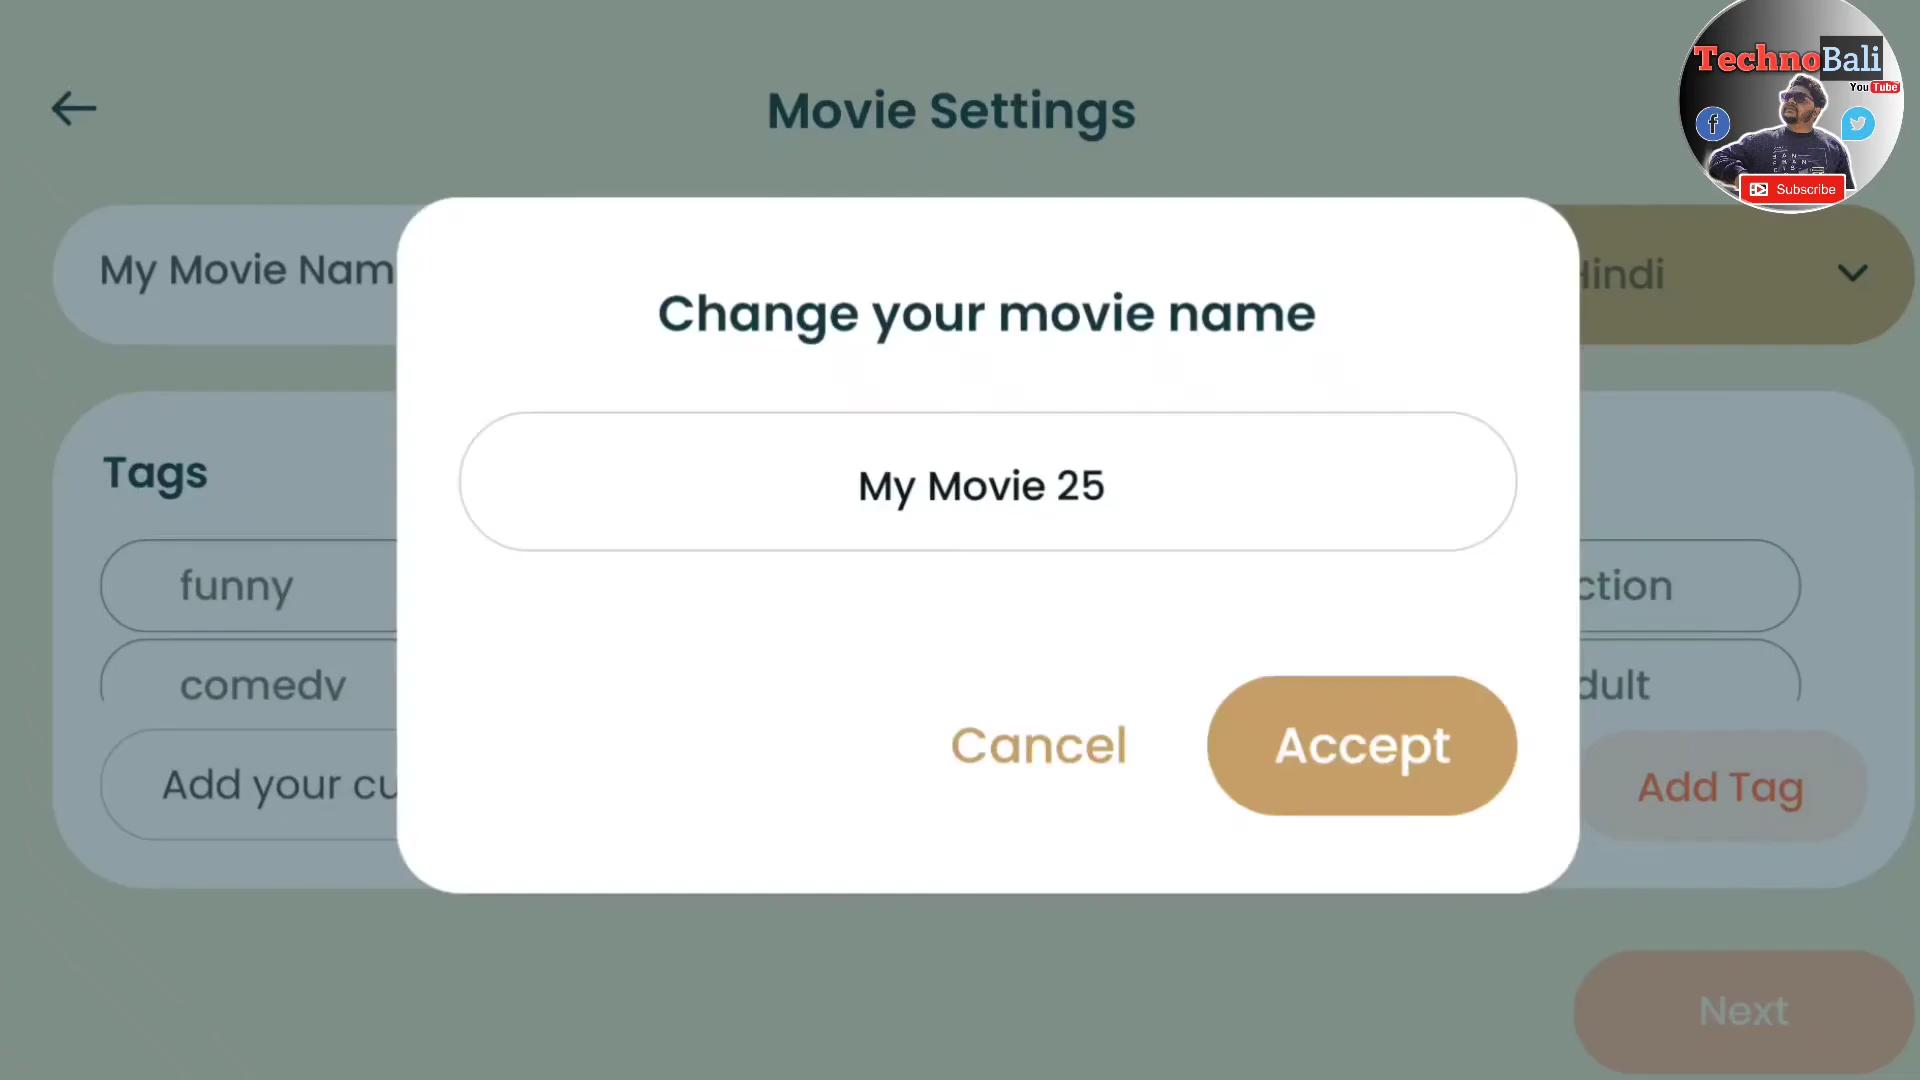 TechnoBali
YouTube
Movie Settings
Subscribe
My Movie Nam
Hindi
Change your movie name
Tags
My Movie 25
funny
ction
comedy
dult
Cancel
Accept
Add your cu
Add Tag
Next